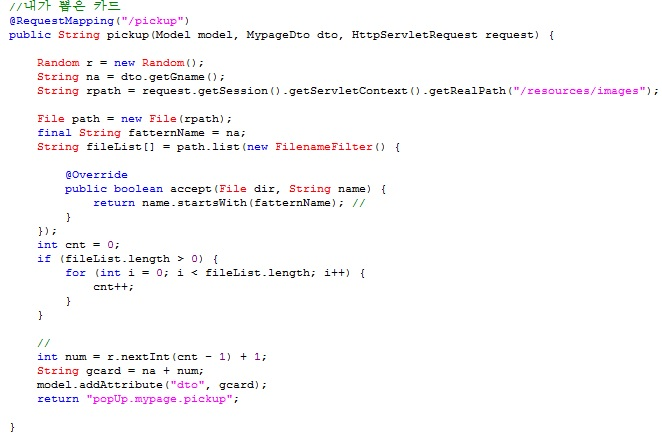 //내가 뽑은 카드
@RequestMapping("/pickup")
public String pickup(Model model, MypageDto dto, HttpServletRequest request) {
Random r = new Random();
String na = dto.getGname();
String rpath = request.getSession().getServletContext().getRealPath("/resources/images");
File path = new File(rpath);
final String fatternName = na;
String fileList[] = path.list(new FilenameFilter() {
@Override
public boolean accept(File dir, String name) {
return name.startsWith(fatternName); //
}
});
int cnt = 0;
if (fileList.length > 0) {
for (int i = 0; i < fileList.length; i++) {
cnt++;
}
}
//
int num = r.nextInt(cnt - 1) + 1;
String gcard = na + num;
model.addAttribute("dto", gcard);
return "popUp.mypage.pickup";
}